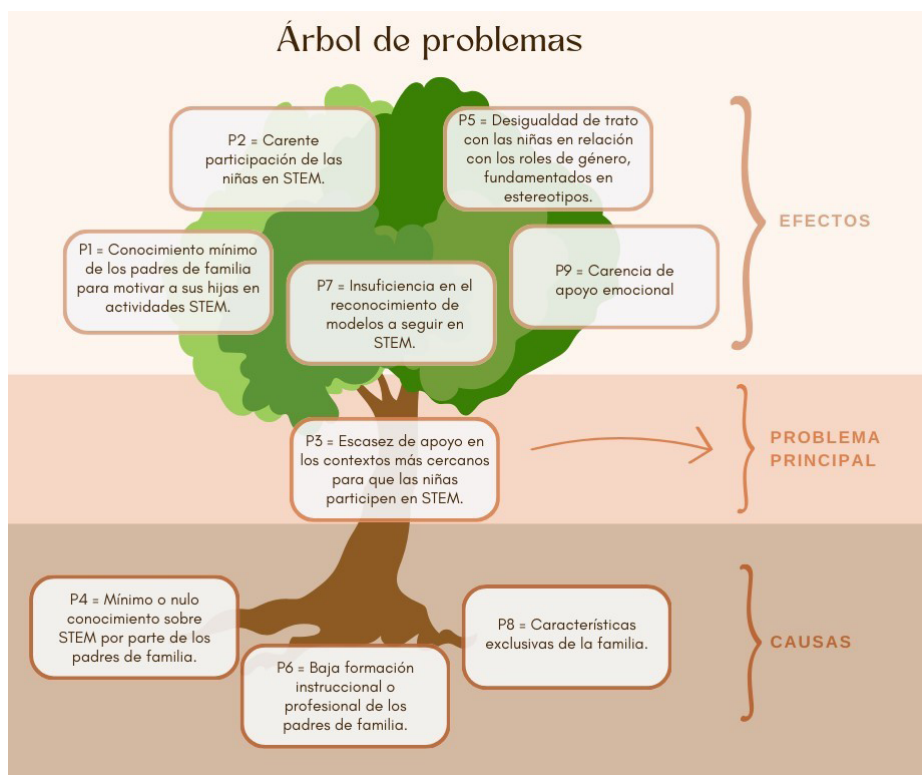 Árbol de problemas
P2 = Carente
participación de las
niñas en STEM.
P5 = Desigualdad de trato
con las niñas en relación
con los roles de género,
fundamentados en
estereotipos.
EFECTOS
P1 = Conocimiento mínimo
de los padres de familia
para motivar a sus hijas en
actividades STEM.
P7 = Insuficiencia en el
reconocimiento de
modelos a seguir en
STEM.
P9 = Carencia de
apoyo emocional
P3 = Escasez de apoyo en
los contextos más cercanos
para que las niñas
participen en STEM.
PROBLEMA
PRINCIPAL
P4 = Mínimo o nulo
conocimiento sobre
STEM por parte de los
padres de familia.
P6 = Baja formación
instruccional o
profesional de los
padres de familia.
P8 = Características
exclusivas de la familia.
CAUSAS